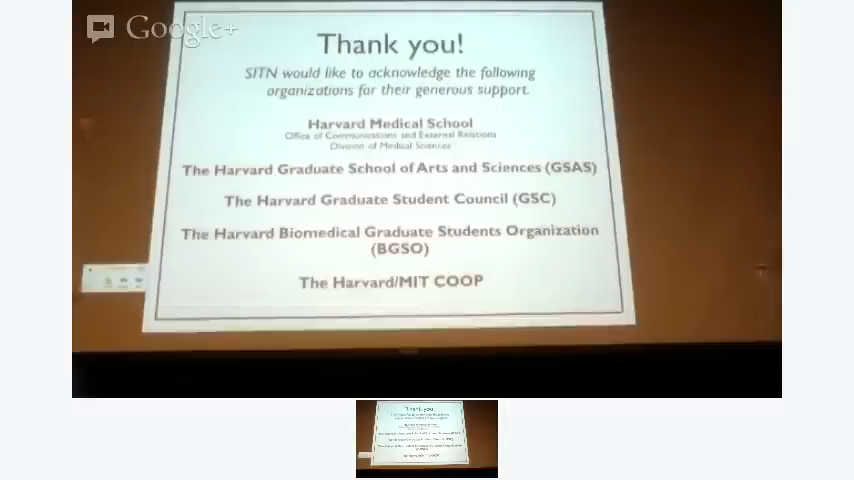 Google+
Thank you!
SITN would like to acknowledge the following
organizations for their generous support.
Harvard Medical School
Office of Communications and External Relations
Division of Medical Sciences
The Harvard Graduate School of Arts and Sciences (GSAS)
The Harvard Graduate Student Council (GSC)
The Harvard Biomedical Graduate Students Organization
(BGSO)
The Harvard/MIT COOP
Thank you!